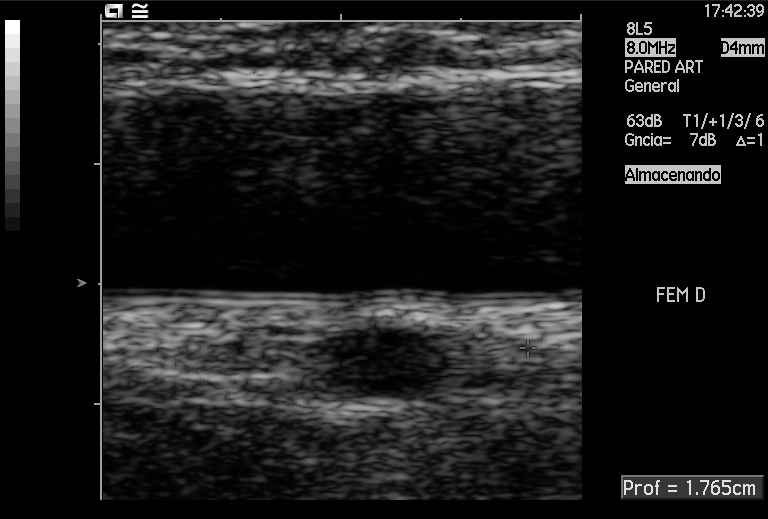 17:42:39
8L5
8.0MHz 04mm
PARED ART
General
63dB T1/+1/3/6
Gncia= 7dB Δ=1
Almacenando
FEM D
Prof = 1.765cm